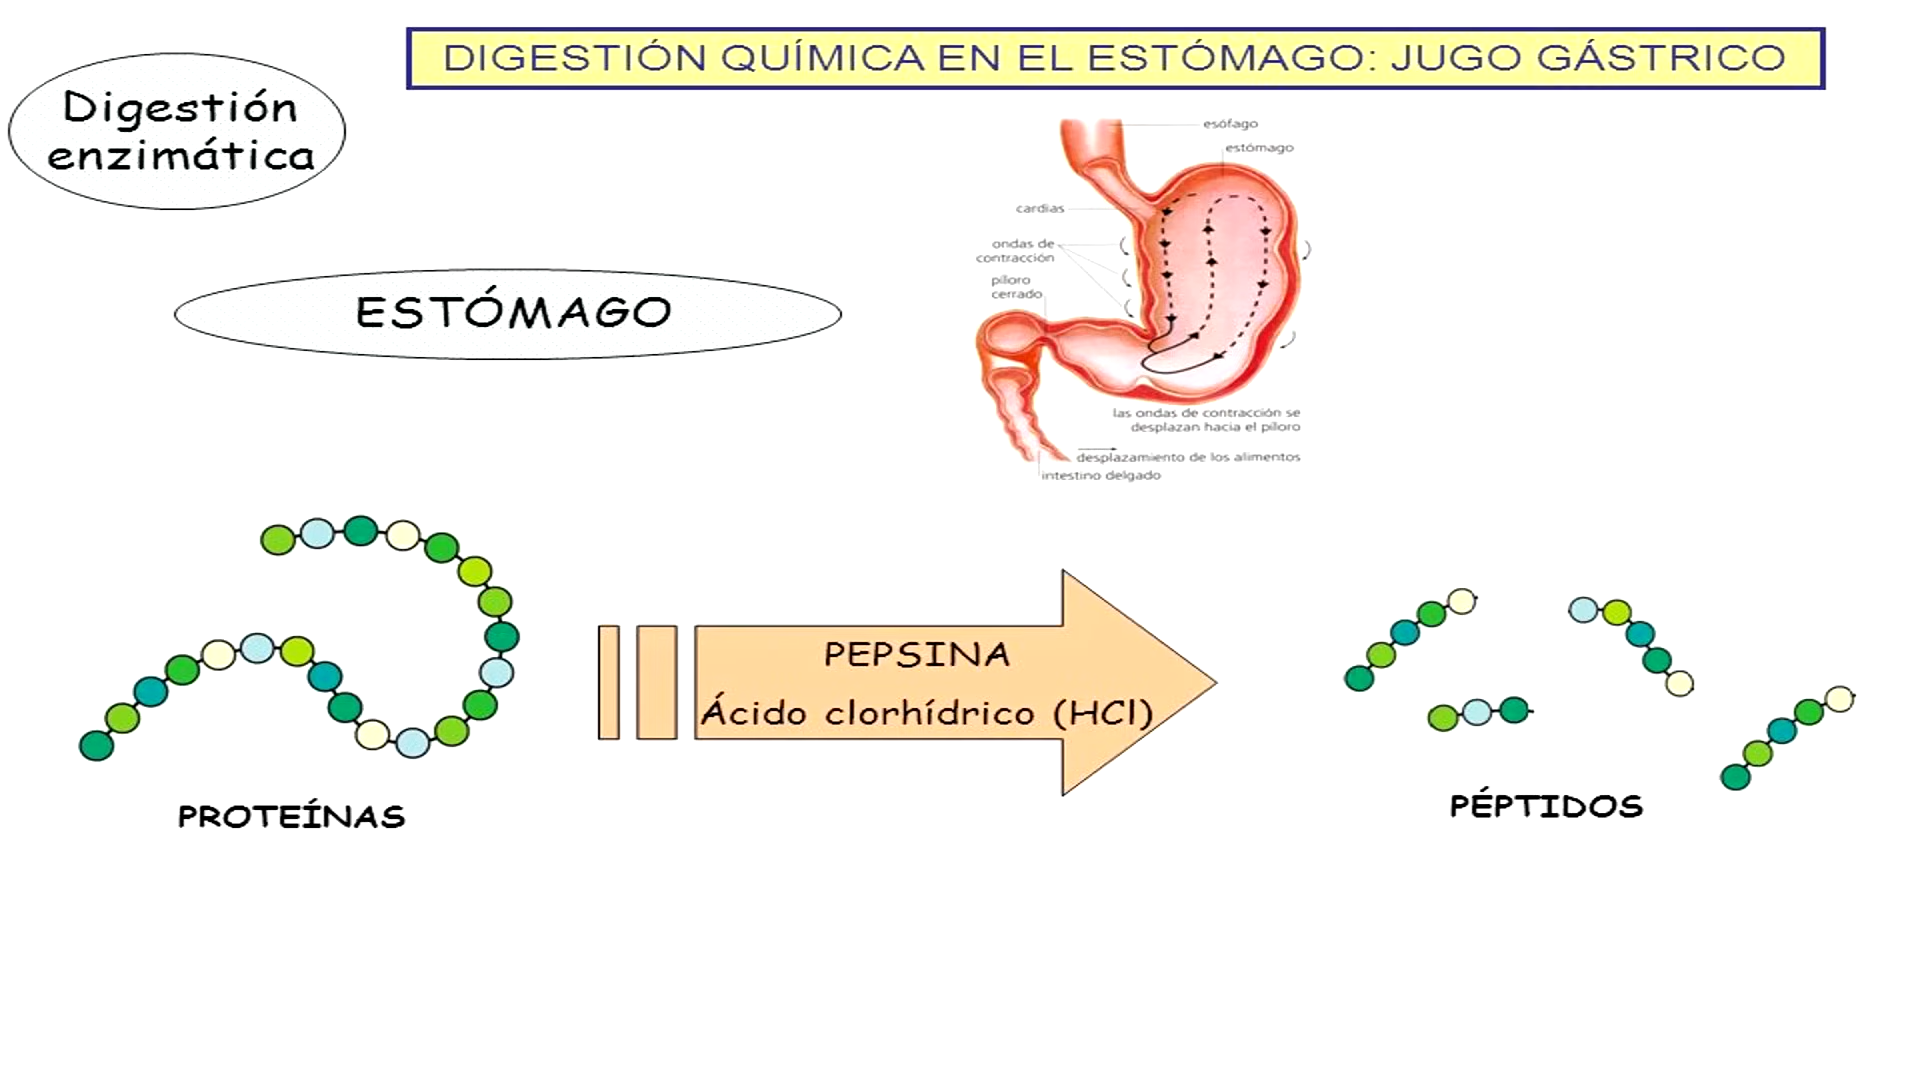 DIGESTIÓN QUÍMICA EN EL ESTÓMAGO: JUGO GÁSTRICO
Digestión
enzimática
ESTÓMAGO
esófago
estómago
cardias
ondas de
contracción
píloro
cerrado
las ondas de contracción se
desplazan hacia el píloro
desplazamiento de los alimentos
intestino delgado
PEPSINA
Ácido clorhídrico (HCl)
PROTEÍNAS
PÉPTIDOS